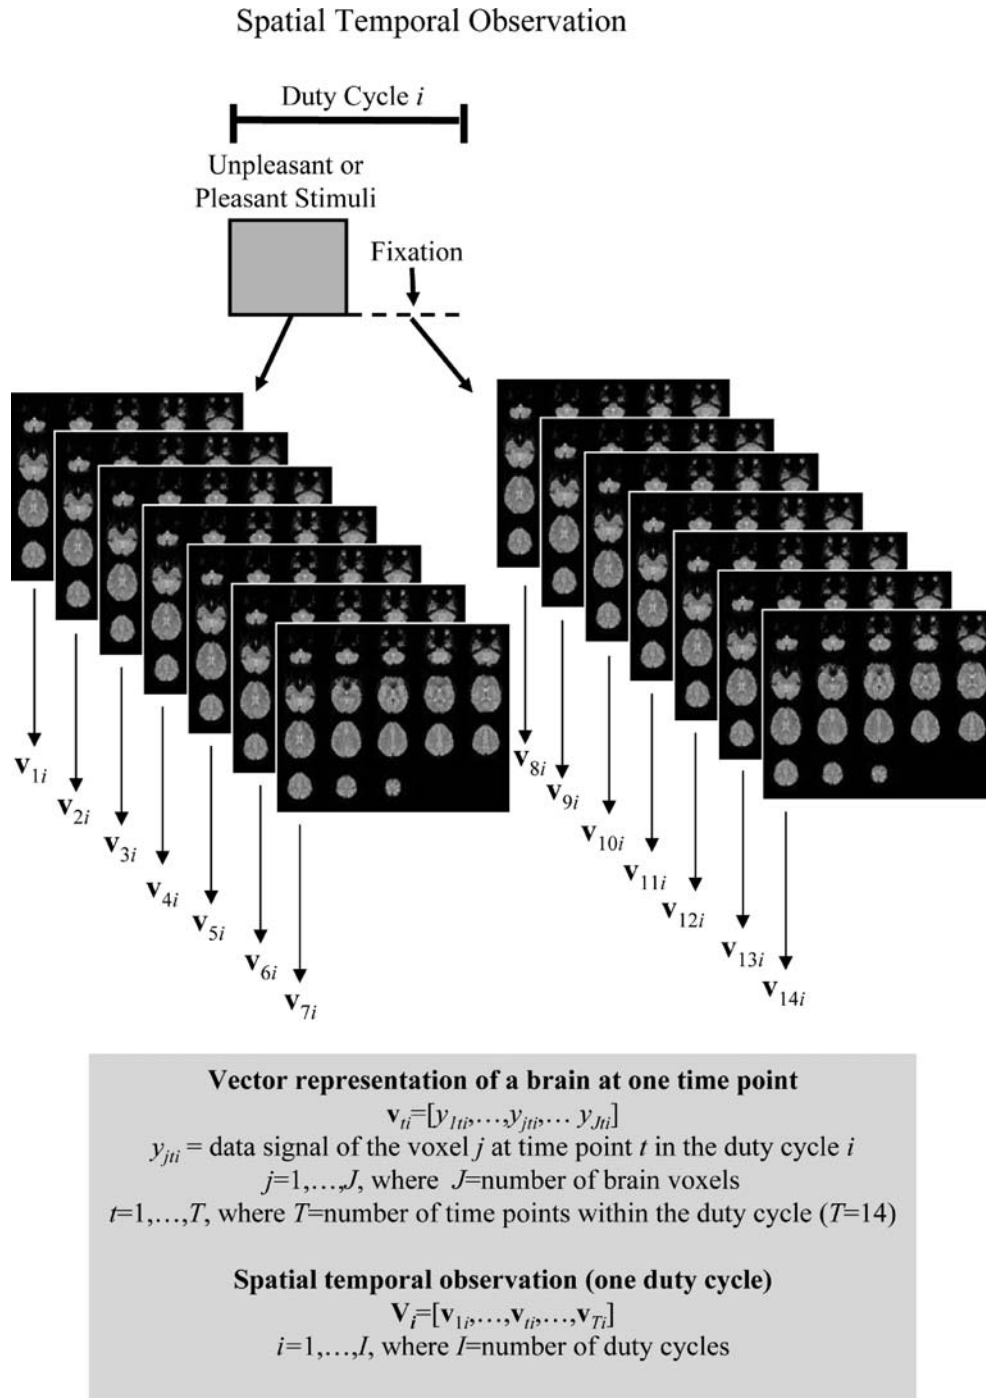 Spatial Temporal Observation
Duty Cycle i
Unpleasant or
Pleasant Stimuli
Fixation
v1i
v2i
v3i
v4i
v5i
v6i
v7i
v8i
v9i
v10i
v11i
v12i
v13i
v14i
Vector representation of a brain at one time point
vti=[y1ti,…,yjti,… yJti]
yjti = data signal of the voxel j at time point t in the duty cycle i
j=1,…,J, where J=number of brain voxels
t=1,…,T, where T=number of time points within the duty cycle (T=14)
Spatial temporal observation (one duty cycle)
Vi=[v1i,…,vti,…,vTi]
i=1,…,I, where I=number of duty cycles